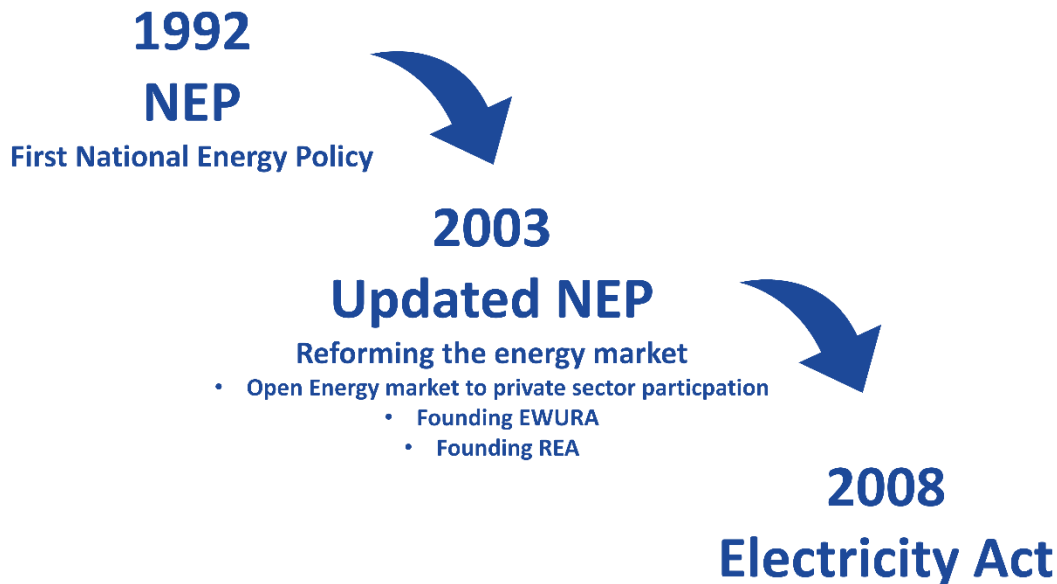 1992
NEP
First National Energy Policy
2003
Updated NEP
Reforming the energy market
• Open Energy market to private sector particpation
• Founding EWURA
• Founding REA
2008
Electricity Act